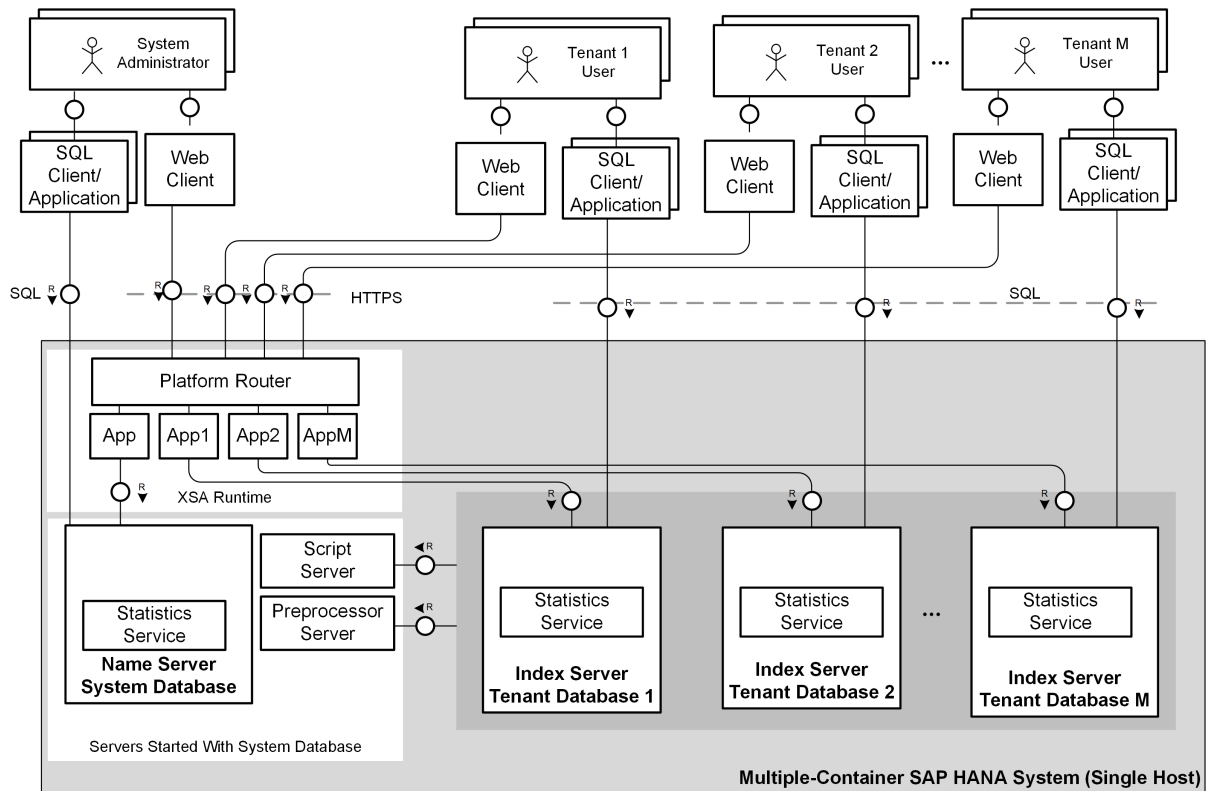 System
Administrator
Tenant 1
User
Tenant 2
User
...
Tenant M
User
SQL
Client/
Application
Web
Client
Web
Client
SQL
Client/
Application
Web
Client
SQL
Client/
Application
Web
Client
SQL
Client/
Application
SQL
R
R
R
R
R
HTTPS
R
R
SQL
R
Platform Router
App
App1
App2
AppM
R
XSA Runtime
R
R
R
Script
Server
R
Preprocessor
Server
R
Statistics
Service
Name Server
System Database
Servers Started With System Database
Statistics
Service
Index Server
Tenant Database 1
Statistics
Service
Index Server
Tenant Database 2
...
Statistics
Service
Index Server
Tenant Database M
Multiple-Container SAP HANA System (Single Host)